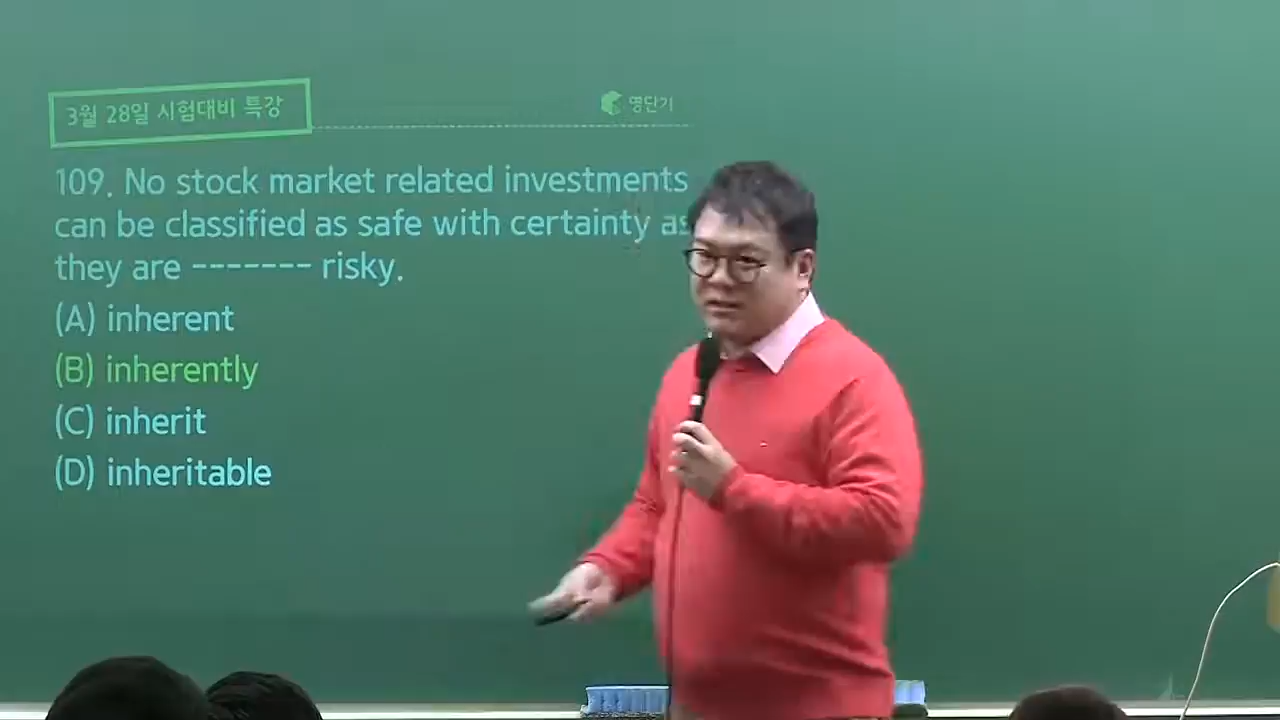 3월 28일 시험대비 특강
영단기
109. No stock market related investments
can be classified as safe with certainty as
they are ------- risky.
(A) inherent
(B) inherently
(C) inherit
(D) inheritable